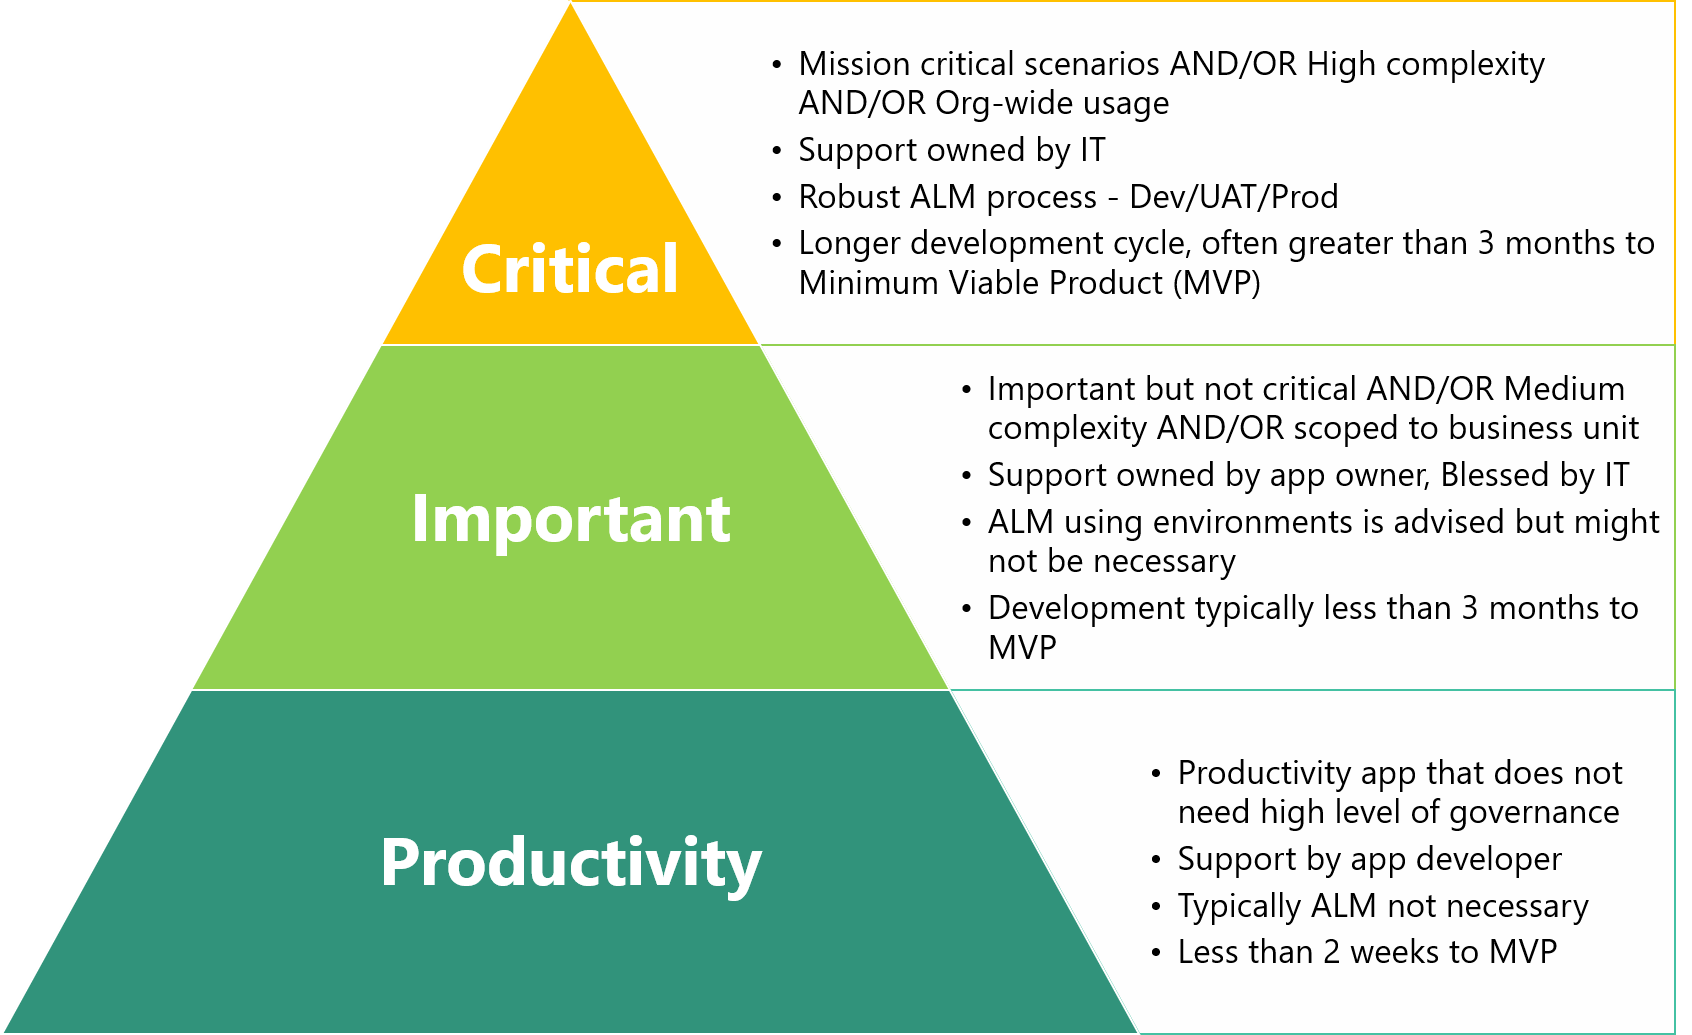 Critical
• Mission critical scenarios AND/OR High complexity
AND/OR Org-wide usage
• Support owned by IT
• Robust ALM process - Dev/UAT/Prod
• Longer development cycle, often greater than 3 months to
Minimum Viable Product (MVP)
Important
• Important but not critical AND/OR Medium
complexity AND/OR scoped to business unit
• Support owned by app owner, Blessed by IT
• ALM using environments is advised but might
not be necessary
• Development typically less than 3 months to
MVP
Productivity
• Productivity app that does not
need high level of governance
• Support by app developer
• Typically ALM not necessary
• Less than 2 weeks to MVP